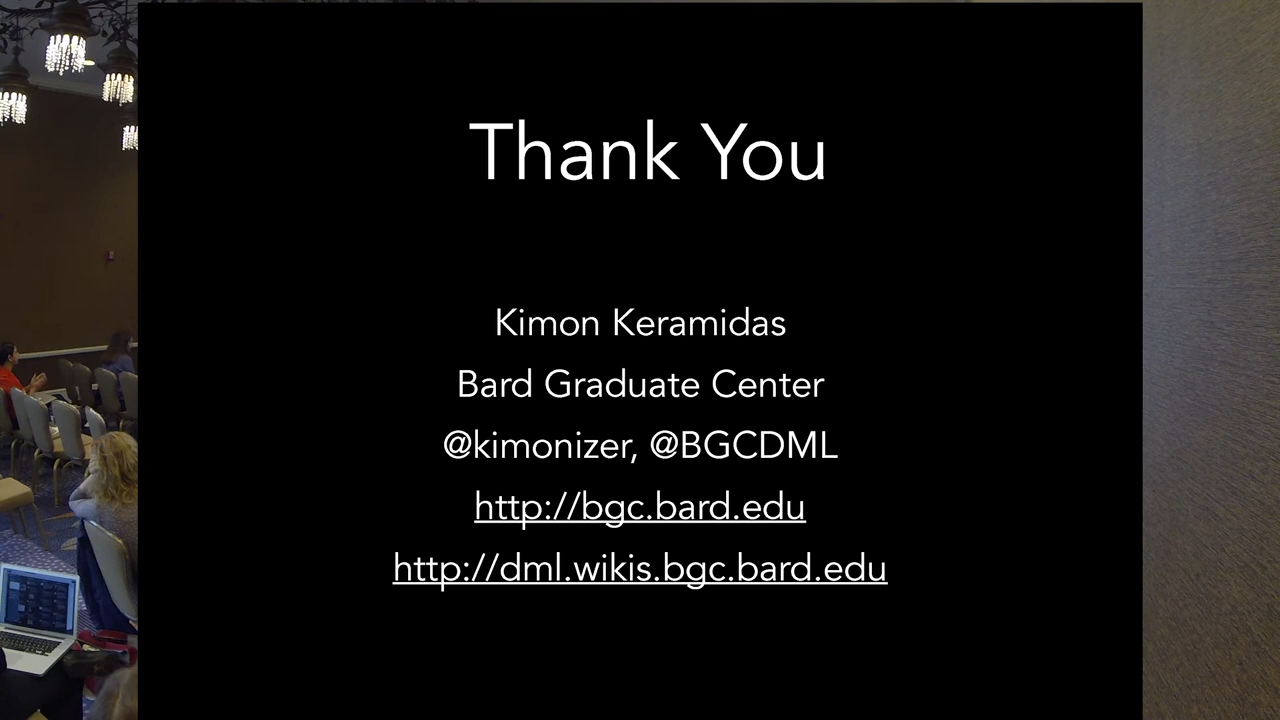 Thank You
Kimon Keramidas
Bard Graduate Center
@kimonizer, @BGCDML
http://bgc.bard.edu
http://dml.wikis.bgc.bard.edu